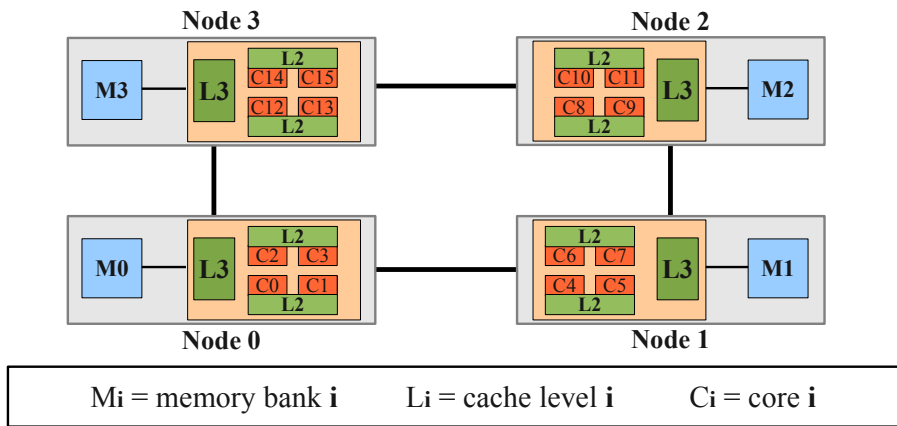 Node 3 Node 2
L2 L2
C14 C15 C10 C11
M3 L3 L3 M2
C12 C13 C8 C9
L2 L2
L2 L2
C2 C3 C6 C7
M0 L3 L3 M1
C0 C1 C4 C5
L2 L2
Node 0 Node 1
Mi = memory bank i Li = cache level i Ci = core i